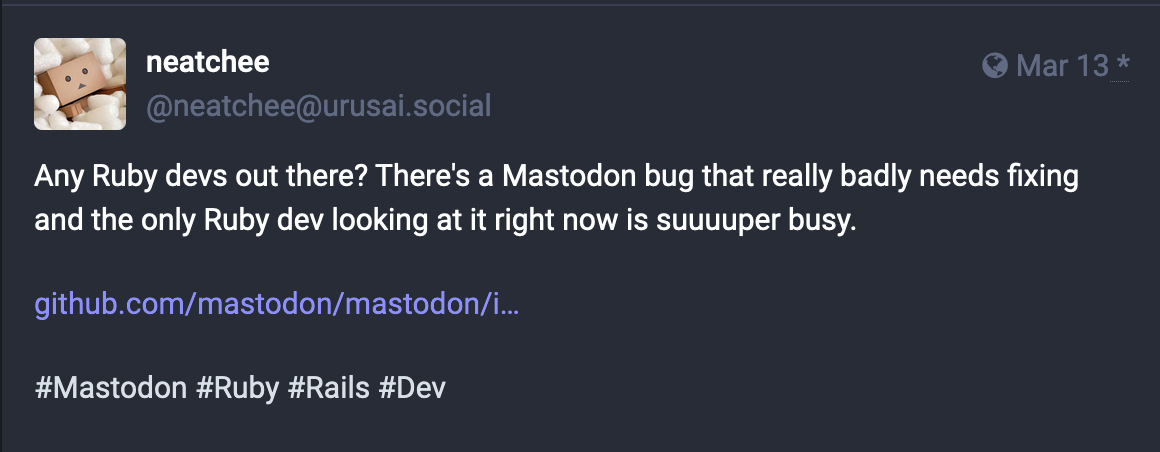 neatchee
Mar 13 *
@neatchee@urusai.social
Any Ruby devs out there? There's a Mastodon bug that really badly needs fixing
and the only Ruby dev looking at it right now is suuuuper busy.
github.com/mastodon/mastodon/i…
#Mastodon #Ruby #Rails #Dev